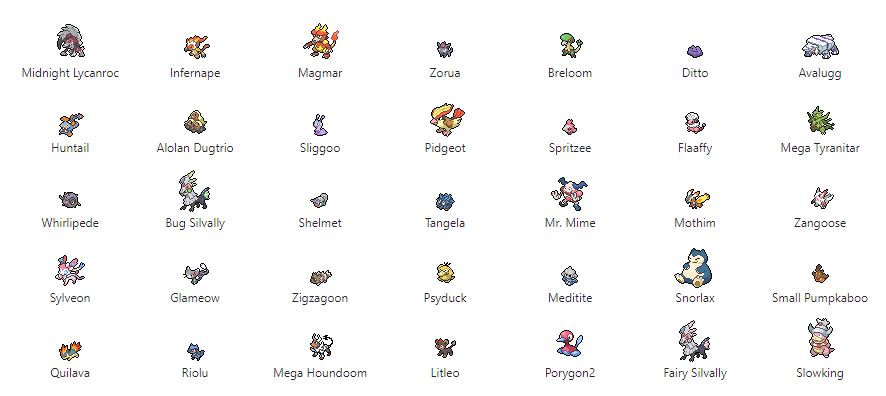 Midnight Lycanroc Infernape Magmar Zorua Breloom Ditto Avalugg
Huntail Alolan Dugtrio Sliggoo Pidgeot Spritzee Flaaffy Mega Tyranitar
Whirlipede Bug Silvally Shelmet Tangela Mr. Mime Mothim Zangoose
Sylveon Glameow Zigzagoon Psyduck Meditite Snorlax Small Pumpkaboo
Quilava Riolu Mega Houndoom Litleo Porygon2 Fairy Silvally Slowking